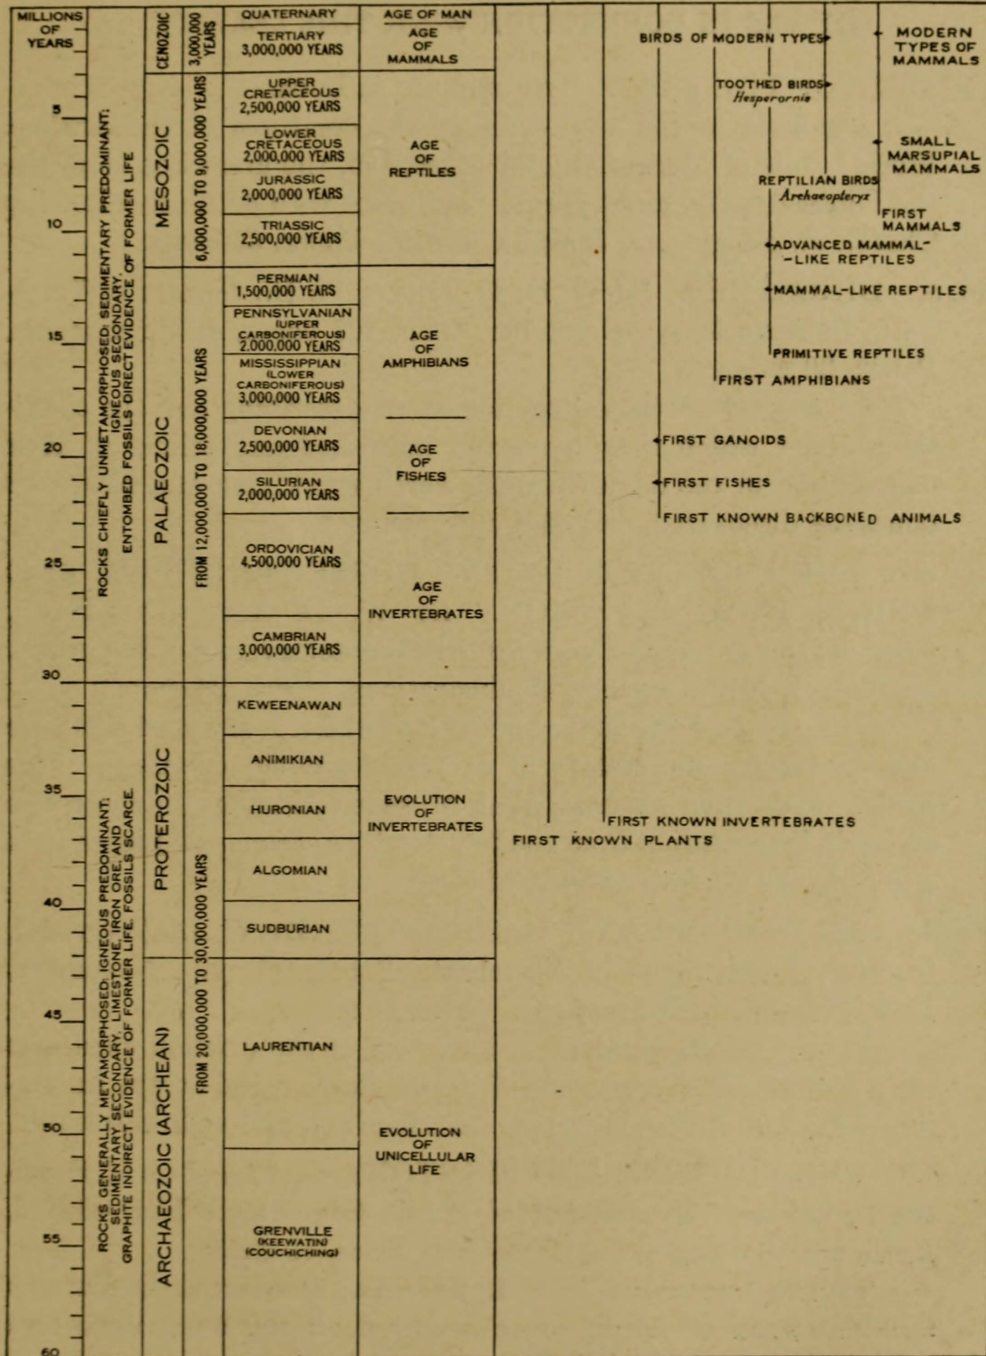 MILLIONS
OF
YEARS
5
10
15
20
25
30
35
40
45
50
55
60
ROCKS CHIEFLY UNMETAMORPHOSED: SEDIMENTARY PREDOMINANT;
IGNEOUS SECONDARY.
ENTOMBED FOSSILS DIRECT EVIDENCE OF FORMER LIFE
ROCKS GENERALLY METAMORPHOSED: IGNEOUS PREDOMINANT;
SEDIMENTARY SECONDARY. LIMESTONE, IRON ORE, AND
GRAPHITE INDIRECT EVIDENCE OF FORMER LIFE. FOSSILS SCARCE.
CENOZOIC
MESOZOIC
PALAEOZOIC
PROTEROZOIC
ARCHAEOZOIC (ARCHEAN)
3,000,000
YEARS
6,000,000 TO 9,000,000 YEARS
FROM 12,000,000 TO 18,000,000 YEARS
FROM 20,000,000 TO 30,000,000 YEARS
QUATERNARY
TERTIARY
3,000,000 YEARS
UPPER
CRETACEOUS
2,500,000 YEARS
LOWER
CRETACEOUS
2,000,000 YEARS
JURASSIC
2,000,000 YEARS
TRIASSIC
2,500,000 YEARS
PERMIAN
1,500,000 YEARS
PENNSYLVANIAN
(UPPER
CARBONIFEROUS)
2,000,000 YEARS
MISSISSIPPIAN
(LOWER
CARBONIFEROUS)
3,000,000 YEARS
DEVONIAN
2,500,000 YEARS
SILURIAN
2,000,000 YEARS
ORDOVICIAN
4,500,000 YEARS
CAMBRIAN
3,000,000 YEARS
KEWEENAWAN
ANIMIKIAN
HURONIAN
ALGOMIAN
SUDBURIAN
LAURENTIAN
GRENVILLE
(KEEWATIN)
(COUCHICHING)
AGE OF MAN
AGE
OF
MAMMALS
AGE
OF
REPTILES
AGE
OF
AMPHIBIANS
AGE
OF
FISHES
AGE
OF
INVERTEBRATES
EVOLUTION
OF
INVERTEBRATES
EVOLUTION
OF
UNICELLULAR
LIFE
BIRDS OF MODERN TYPES
MODERN
TYPES OF
MAMMALS
TOOTHED BIRDS
Hesperornis
SMALL
MARSUPIAL
MAMMALS
REPTILIAN BIRDS
Archaeopteryx
FIRST
MAMMALS
ADVANCED MAMMAL-
-LIKE REPTILES
MAMMAL-LIKE REPTILES
PRIMITIVE REPTILES
FIRST AMPHIBIANS
FIRST GANOIDS
FIRST FISHES
FIRST KNOWN BACKBONED ANIMALS
FIRST KNOWN INVERTEBRATES
FIRST KNOWN PLANTS